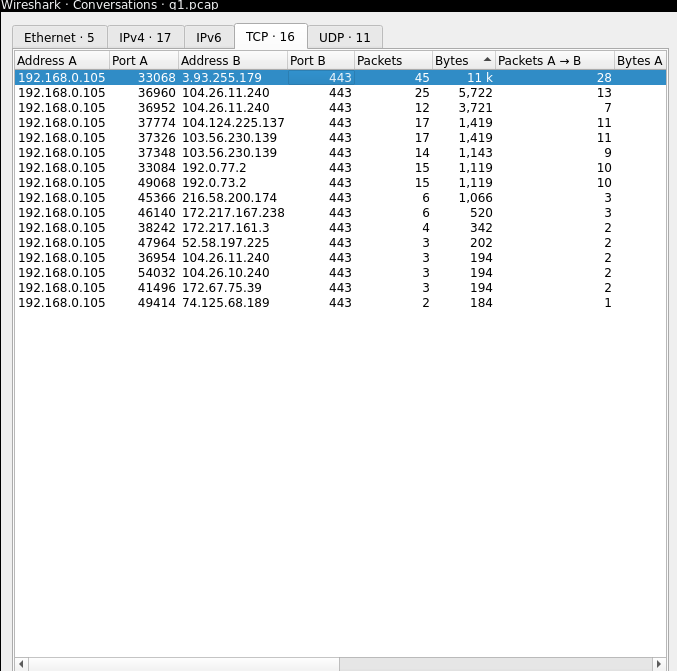 Wireshark · Conversations · q1.pcap
Ethernet · 5 IPv4 · 17 IPv6 TCP · 16 UDP · 11
Address A Port A Address B Port B Packets Bytes Packets A → B Bytes A
192.168.0.105 33068 3.93.255.179 443 45 11 k 28
192.168.0.105 36960 104.26.11.240 443 25 5,722 13
192.168.0.105 36952 104.26.11.240 443 12 3,721 7
192.168.0.105 37774 104.124.225.137 443 17 1,419 11
192.168.0.105 37326 103.56.230.139 443 17 1,419 11
192.168.0.105 37348 103.56.230.139 443 14 1,143 9
192.168.0.105 33084 192.0.77.2 443 15 1,119 10
192.168.0.105 49068 192.0.73.2 443 15 1,119 10
192.168.0.105 45366 216.58.200.174 443 6 1,066 3
192.168.0.105 46140 172.217.167.238 443 6 520 3
192.168.0.105 38242 172.217.161.3 443 4 342 2
192.168.0.105 47964 52.58.197.225 443 3 202 2
192.168.0.105 36954 104.26.11.240 443 3 194 2
192.168.0.105 54032 104.26.10.240 443 3 194 2
192.168.0.105 41496 172.67.75.39 443 3 194 2
192.168.0.105 49414 74.125.68.189 443 2 184 1